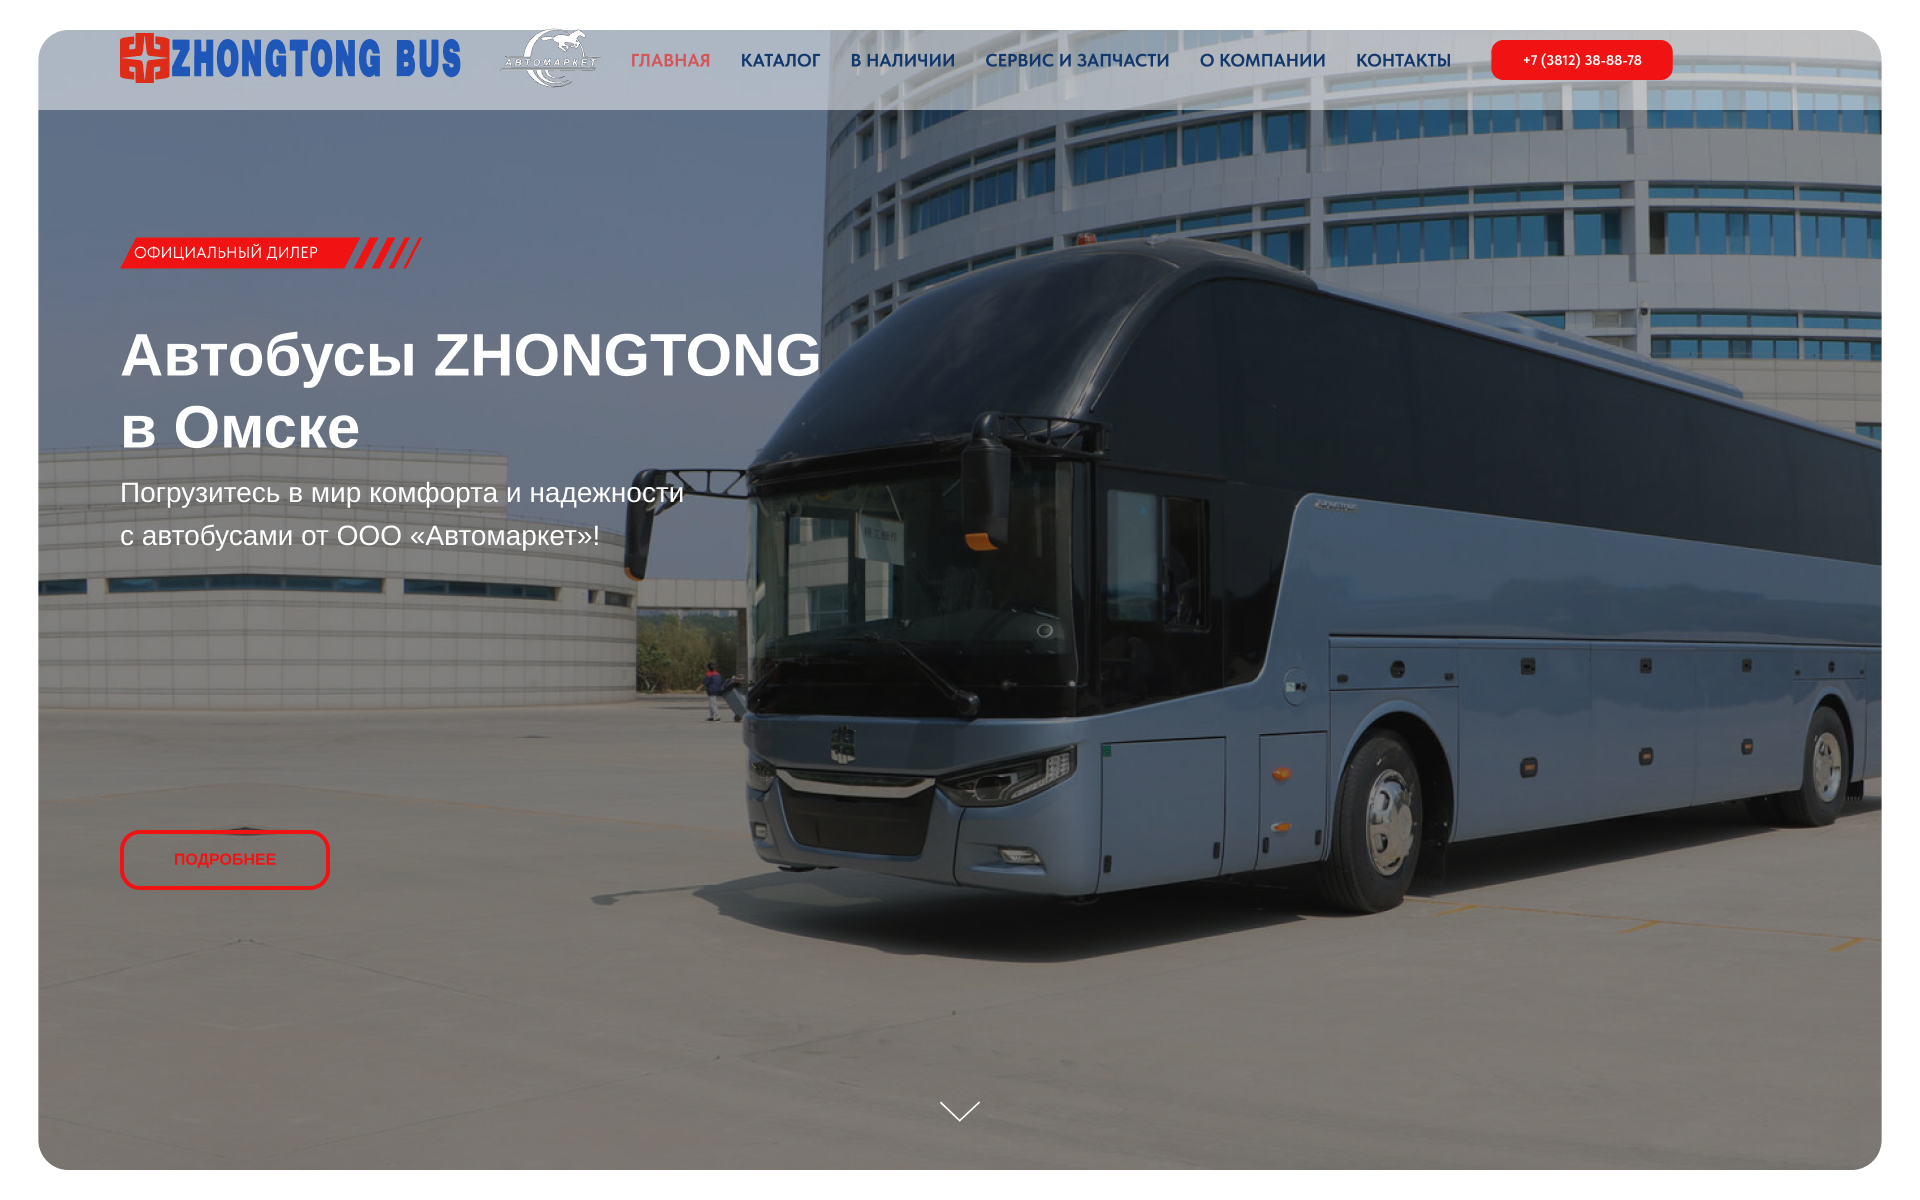 ZHONGTONG BUS
АВТОМАРКЕТ
ГЛАВНАЯ
КАТАЛОГ
В НАЛИЧИИ
СЕРВИС И ЗАПЧАСТИ
О КОМПАНИИ
КОНТАКТЫ
+7 (3812) 38-88-78
ОФИЦИАЛЬНЫЙ ДИЛЕР
Автобусы ZHONGTONG
в Омске
Погрузитесь в мир комфорта и надежности
с автобусами от ООО «Автомаркет»!
ПОДРОБНЕЕ